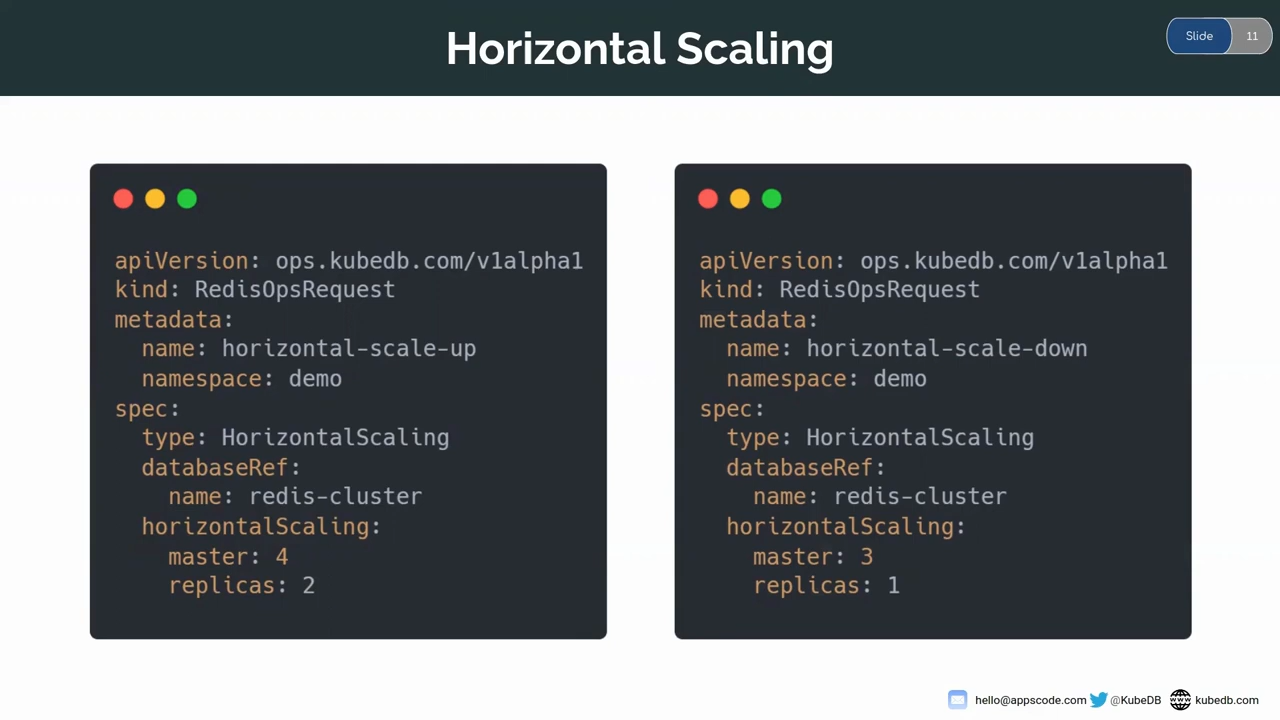 Horizontal Scaling
Slide 11
apiVersion: ops.kubedb.com/v1alpha1
kind: RedisOpsRequest
metadata:
  name: horizontal-scale-up
  namespace: demo
spec:
  type: HorizontalScaling
  databaseRef:
    name: redis-cluster
  horizontalScaling:
    master: 4
    replicas: 2
apiVersion: ops.kubedb.com/v1alpha1
kind: RedisOpsRequest
metadata:
  name: horizontal-scale-down
  namespace: demo
spec:
  type: HorizontalScaling
  databaseRef:
    name: redis-cluster
  horizontalScaling:
    master: 3
    replicas: 1
hello@appscode.com @KubeDB www kubedb.com